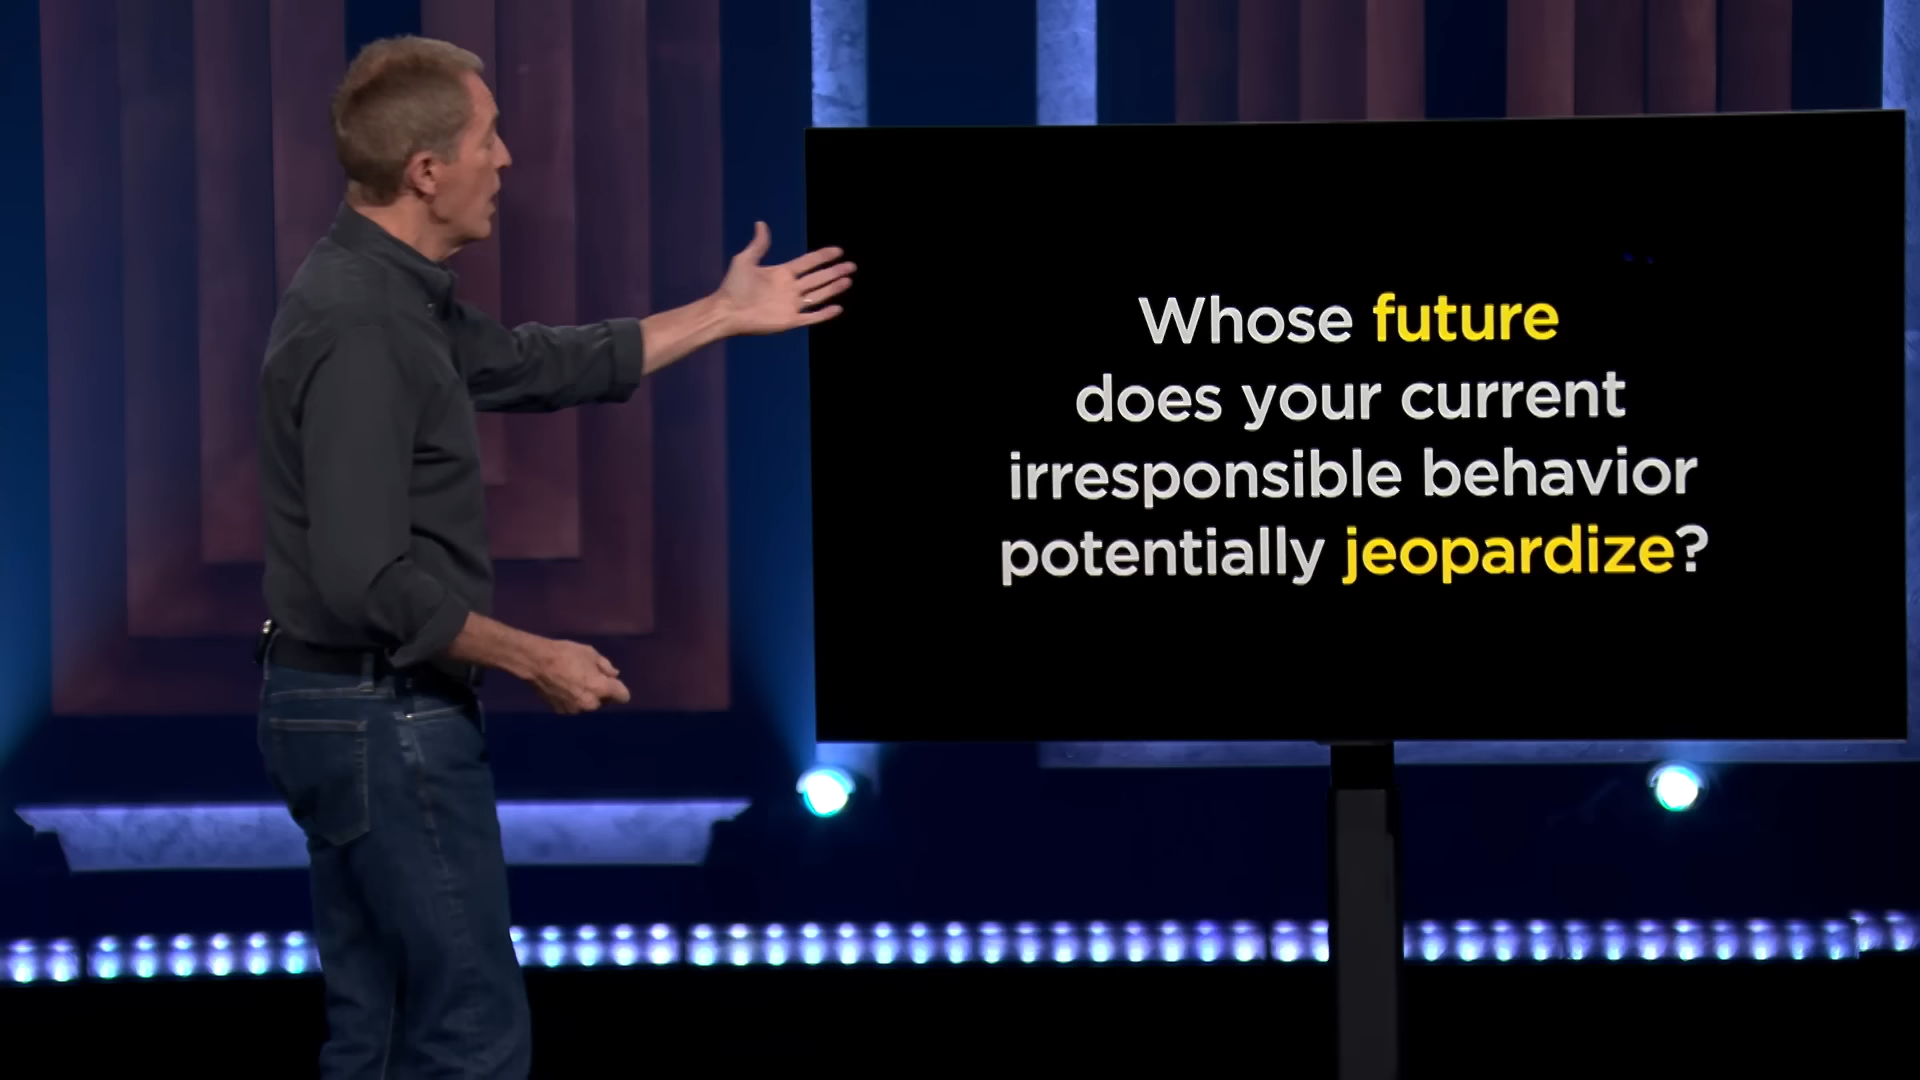 Whose future
does your current
irresponsible behavior
potentially jeopardize?